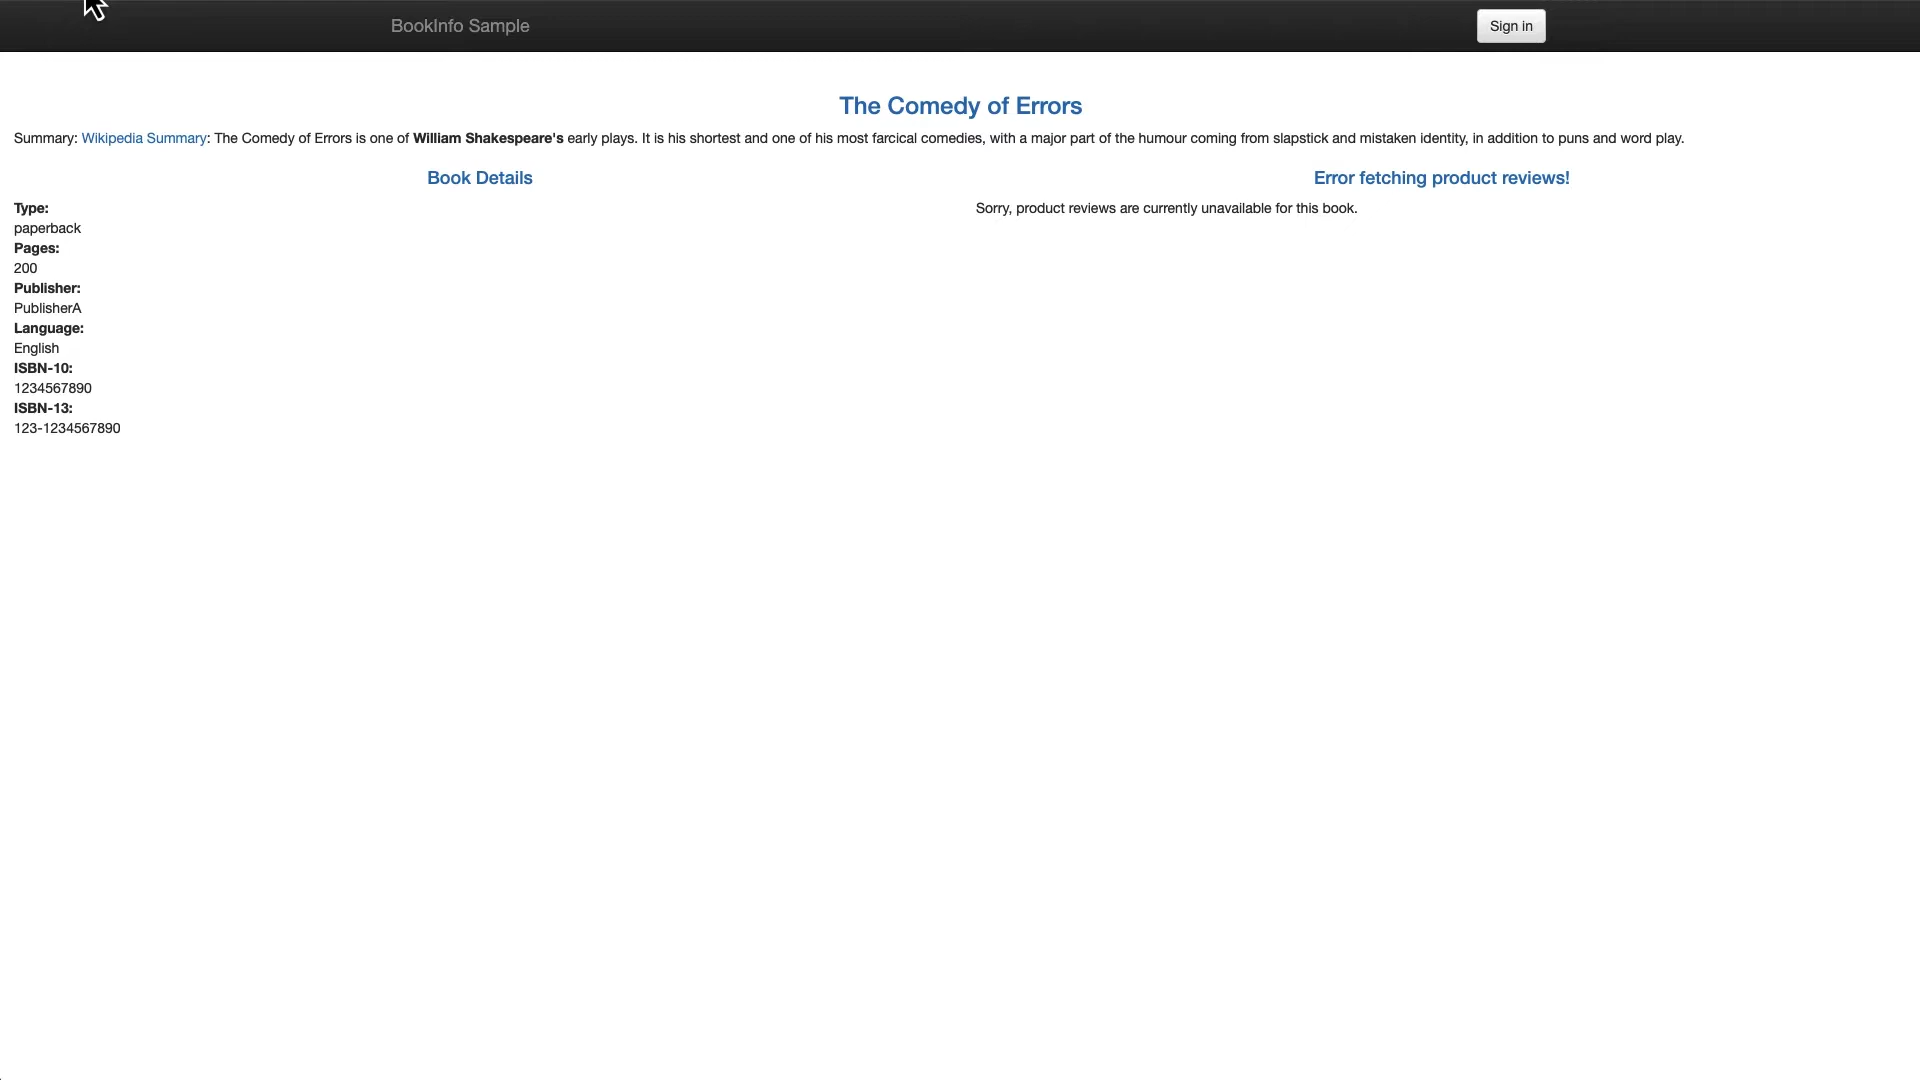 BookInfo Sample
Sign in
The Comedy of Errors
Summary: Wikipedia Summary: The Comedy of Errors is one of William Shakespeare's early plays. It is his shortest and one of his most farcical comedies, with a major part of the humour coming from slapstick and mistaken identity, in addition to puns and word play.
Book Details
Type:
paperback
Pages:
200
Publisher:
PublisherA
Language:
English
ISBN-10:
1234567890
ISBN-13:
123-1234567890
Error fetching product reviews!
Sorry, product reviews are currently unavailable for this book.